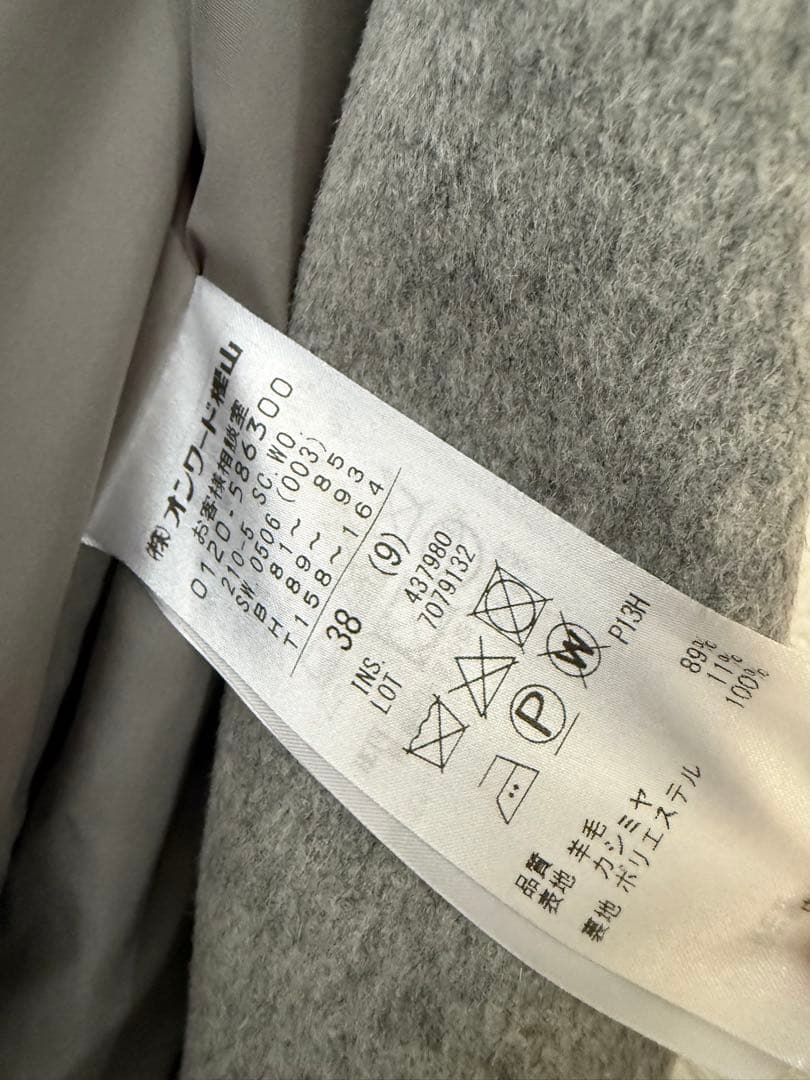 (株)オンワード樫山
お客様相談室
0120-586300
210-5 SC.WO.
SW 0506 (003)
B 81～ 85
H 89～ 93
T158～164
38 (9)
INS. 437980
LOT 7079132
P
W
P13H
品質
表地 羊毛 89%
カシミヤ 11%
裏地 ポリエステル 100%